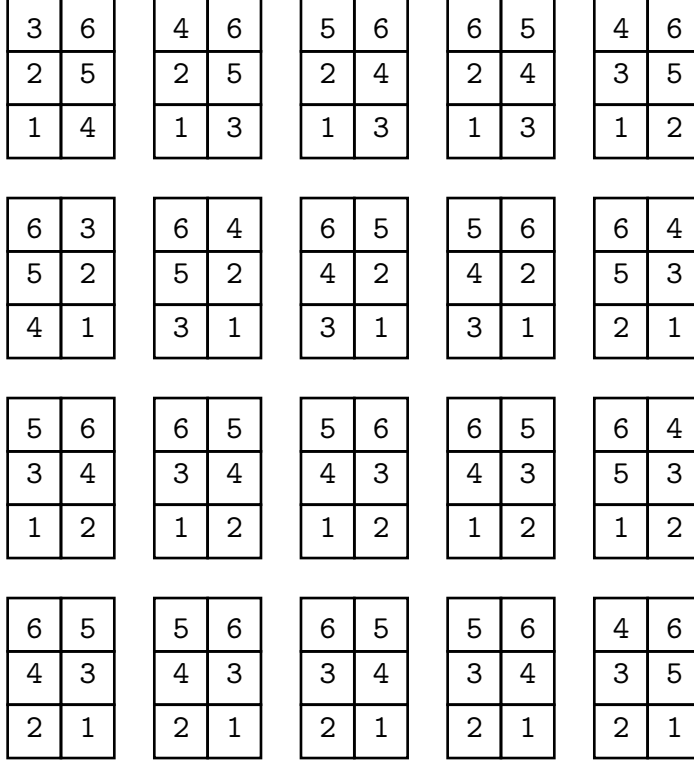 3 6 4 6 5 6 6 5 4 6
2 5 2 5 2 4 2 4 3 5
1 4 1 3 1 3 1 3 1 2
6 3 6 4 6 5 5 6 6 4
5 2 5 2 4 2 4 2 5 3
4 1 3 1 3 1 3 1 2 1
5 6 6 5 5 6 6 5 6 4
3 4 3 4 4 3 4 3 5 3
1 2 1 2 1 2 1 2 1 2
6 5 5 6 6 5 5 6 4 6
4 3 4 3 3 4 3 4 3 5
2 1 2 1 2 1 2 1 2 1